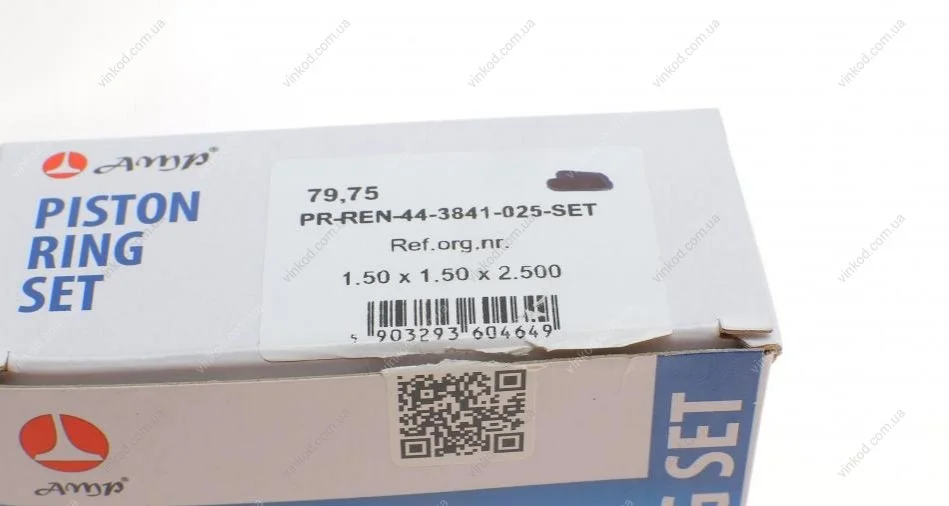 AMP®
PISTON
RING
SET
79,75
PR-REN-44-3841-025-SET
Ref.org.nr.
1.50 x 1.50 x 2.500
5 903293 604649
AMP®
G SET
vinkod.com.ua